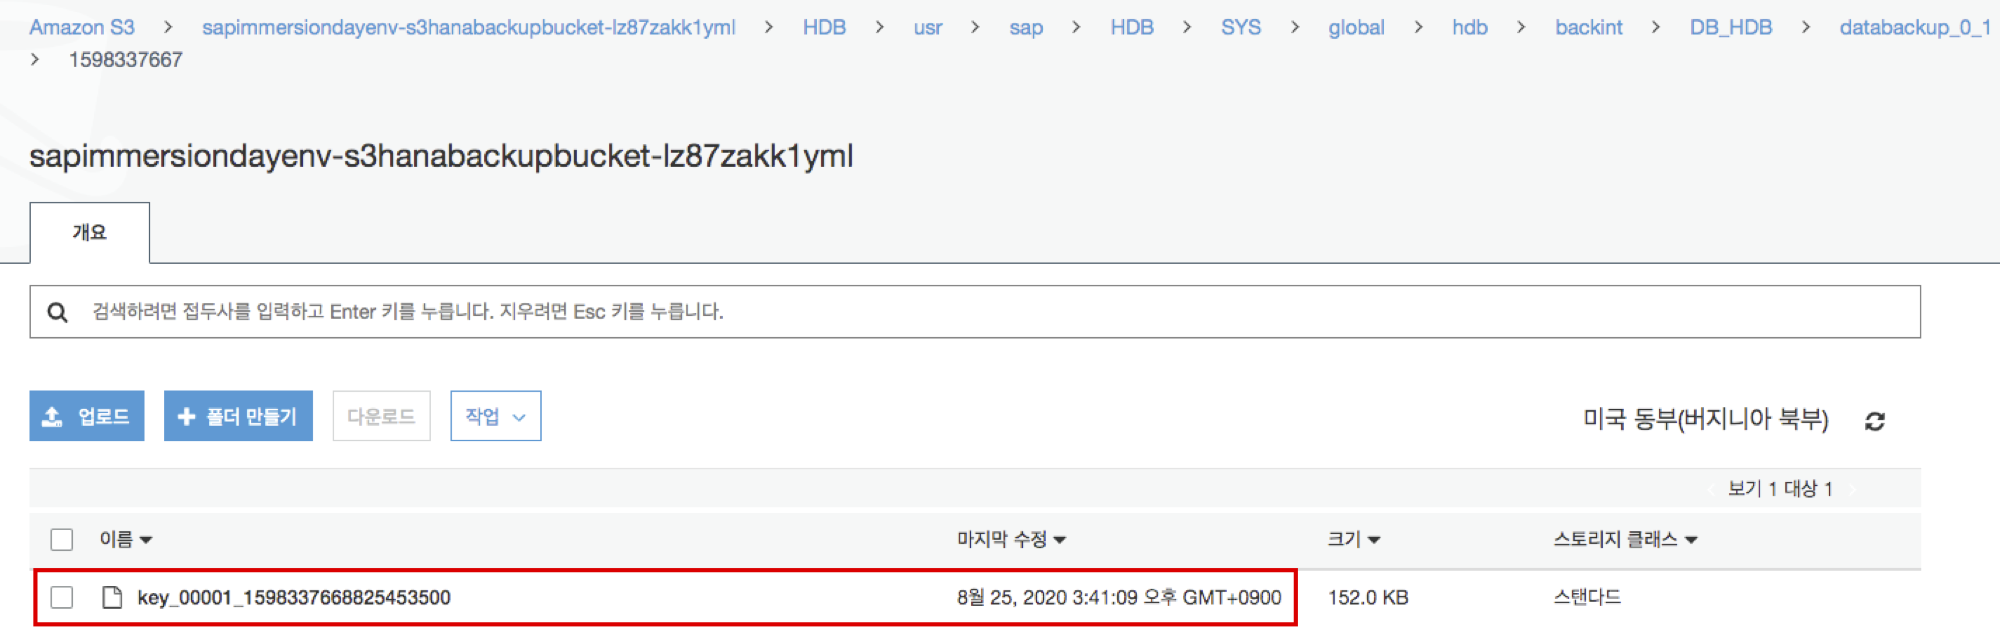 Amazon S3 > sapimmersiondayenv-s3hanabackupbucket-lz87zakk1yml > HDB > usr > sap > HDB > SYS > global > hdb > backint > DB_HDB > databackup_0_1
> 1598337667
sapimmersiondayenv-s3hanabackupbucket-lz87zakk1yml
개요
검색하려면 접두사를 입력하고 Enter 키를 누릅니다. 지우려면 Esc 키를 누릅니다.
업로드 + 폴더 만들기 다운로드 작업 미국 동부(버지니아 북부)
보기 1 대상 1
이름 마지막 수정 크기 스토리지 클래스
key_00001_1598337668825453500 8월 25, 2020 3:41:09 오후 GMT+0900 152.0 KB 스탠다드